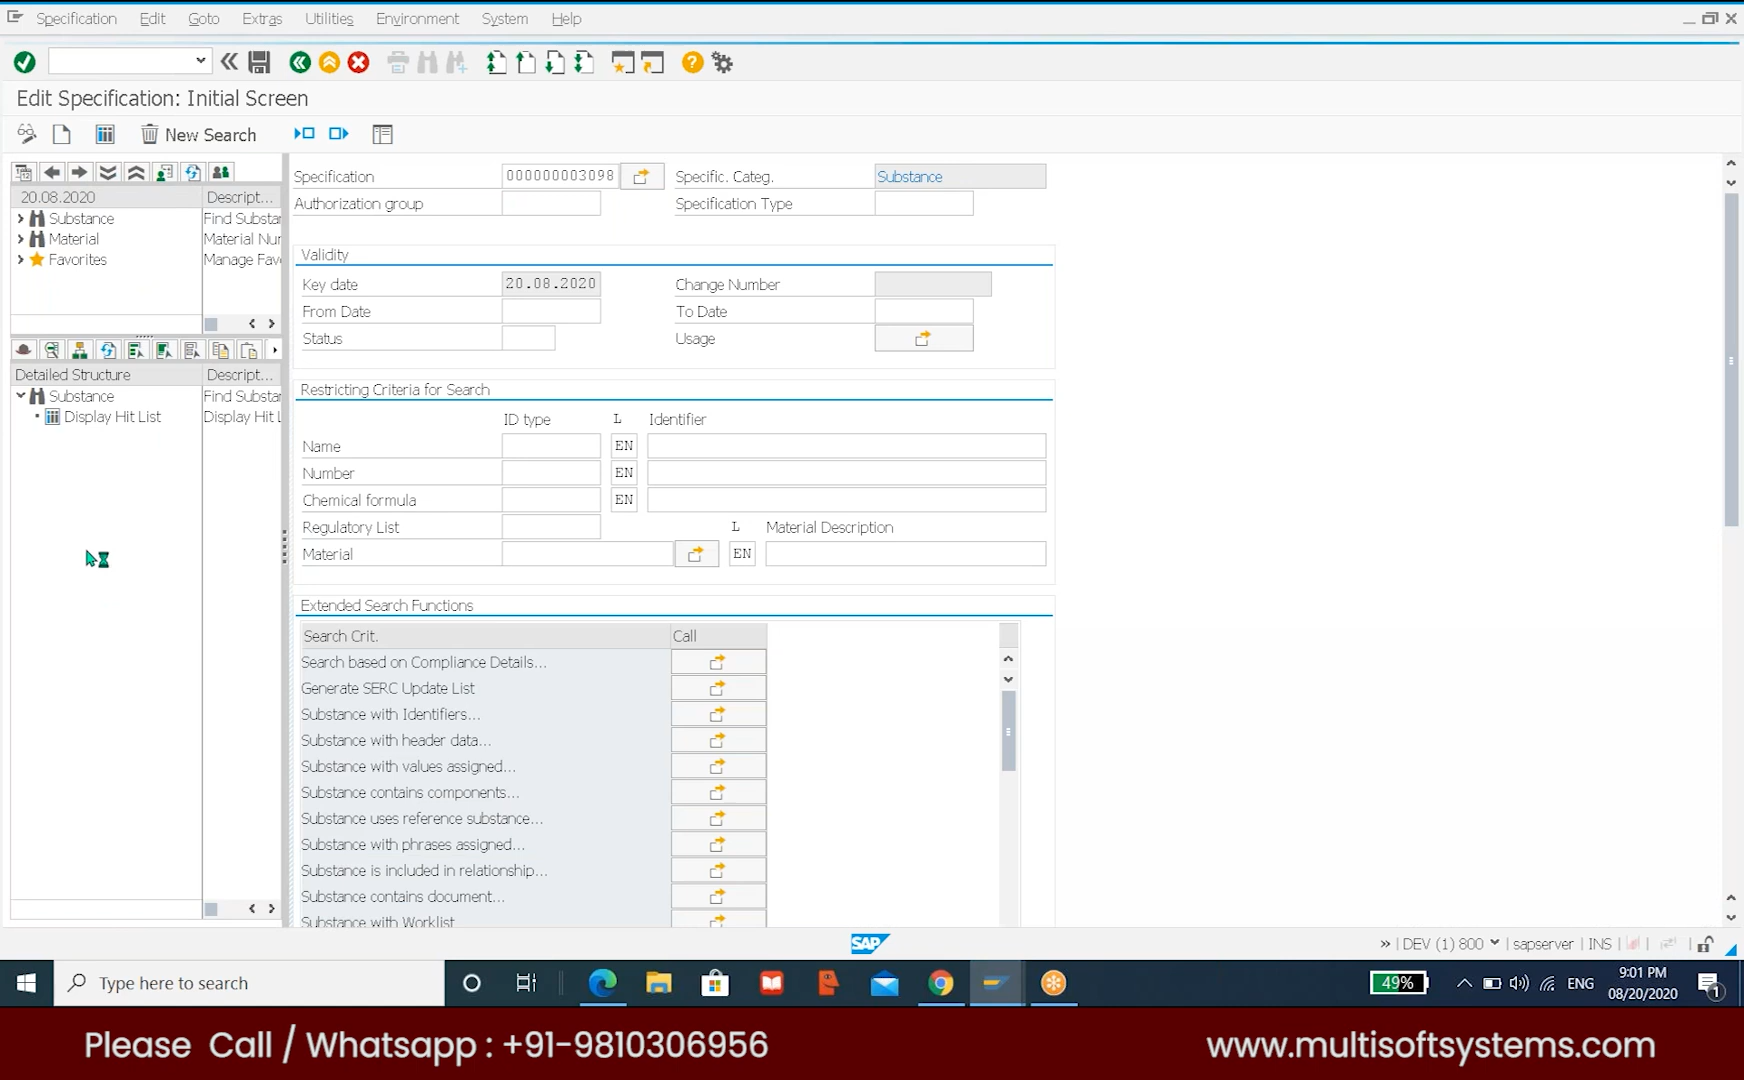 Specification Edit Goto Extras Utilities Environment System Help
Edit Specification: Initial Screen
New Search
20.08.2020 Descript...
Substance Find Substar
Material Material Nur
Favorites Manage Fav
Detailed Structure Descript...
Substance Find Substar
Display Hit List Display Hit L
Specification 000000003098 Specific. Categ. Substance
Authorization group Specification Type
Validity
Key date 20.08.2020 Change Number
From Date To Date
Status Usage
Restricting Criteria for Search
ID type L Identifier
Name EN
Number EN
Chemical formula EN
Regulatory List L Material Description
Material EN
Extended Search Functions
Search Crit. Call
Search based on Compliance Details...
Generate SERC Update List
Substance with Identifiers...
Substance with header data...
Substance with values assigned...
Substance contains components...
Substance uses reference substance...
Substance with phrases assigned...
Substance is included in relationship...
Substance contains document...
Substance with Worklist
SAP
» DEV (1) 800 sapserver INS
Type here to search
49% ENG 9:01 PM
08/20/2020 1
Please Call / Whatsapp : +91-9810306956 www.multisoftsystems.com